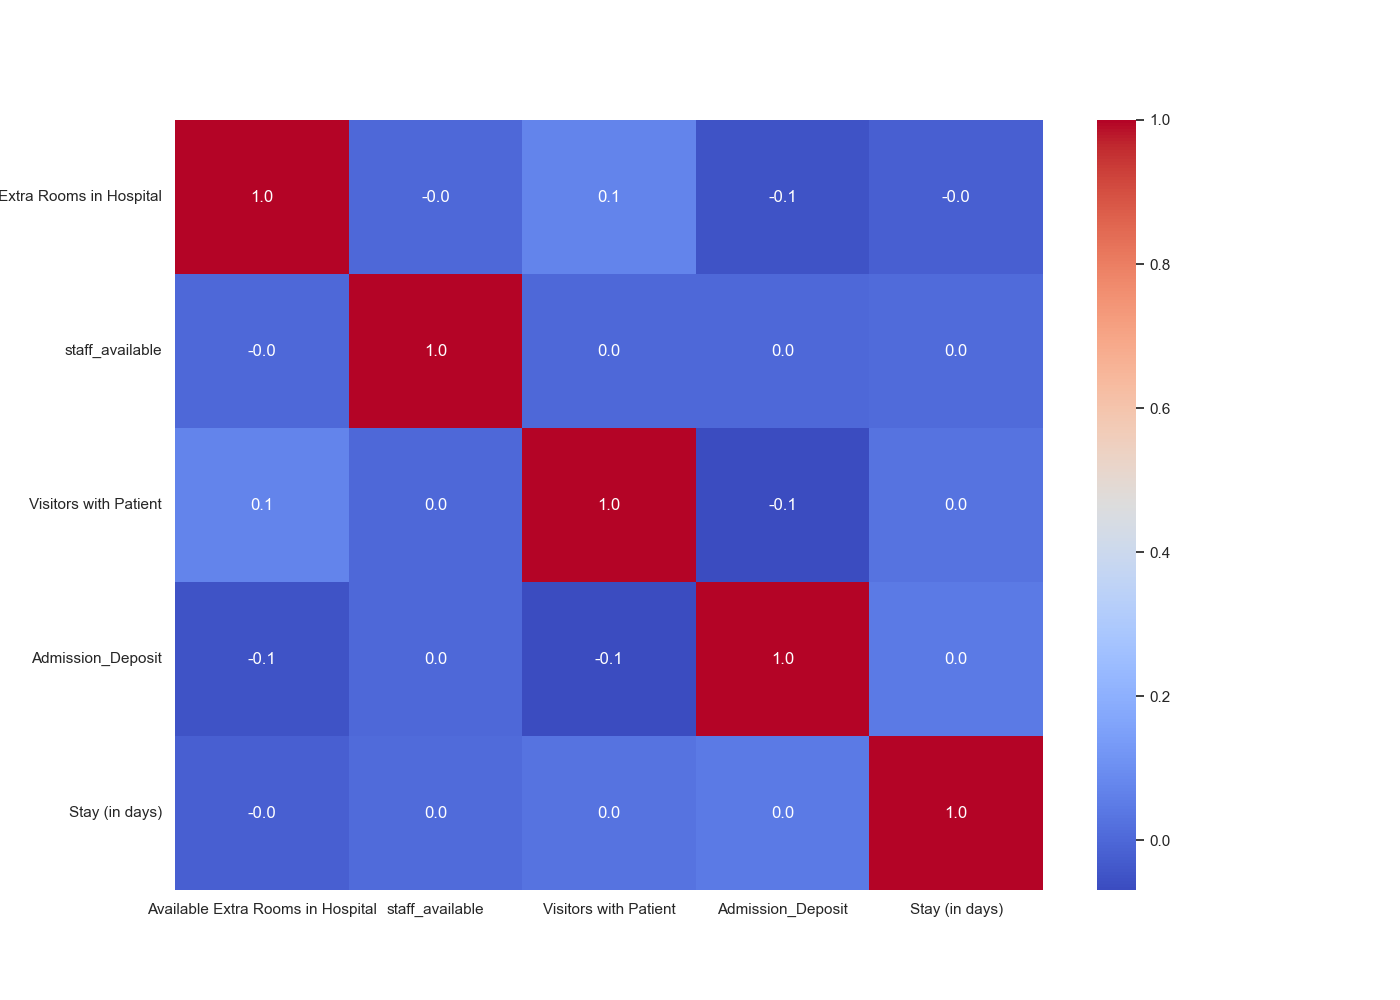 1.0
Extra Rooms in Hospital 1.0 -0.0 0.1 -0.1 -0.0
0.8
staff_available -0.0 1.0 0.0 0.0 0.0
0.6
Visitors with Patient 0.1 0.0 1.0 -0.1 0.0
0.4
Admission_Deposit -0.1 0.0 -0.1 1.0 0.0
0.2
Stay (in days) -0.0 0.0 0.0 0.0 1.0
0.0
Available Extra Rooms in Hospital staff_available Visitors with Patient Admission_Deposit Stay (in days)